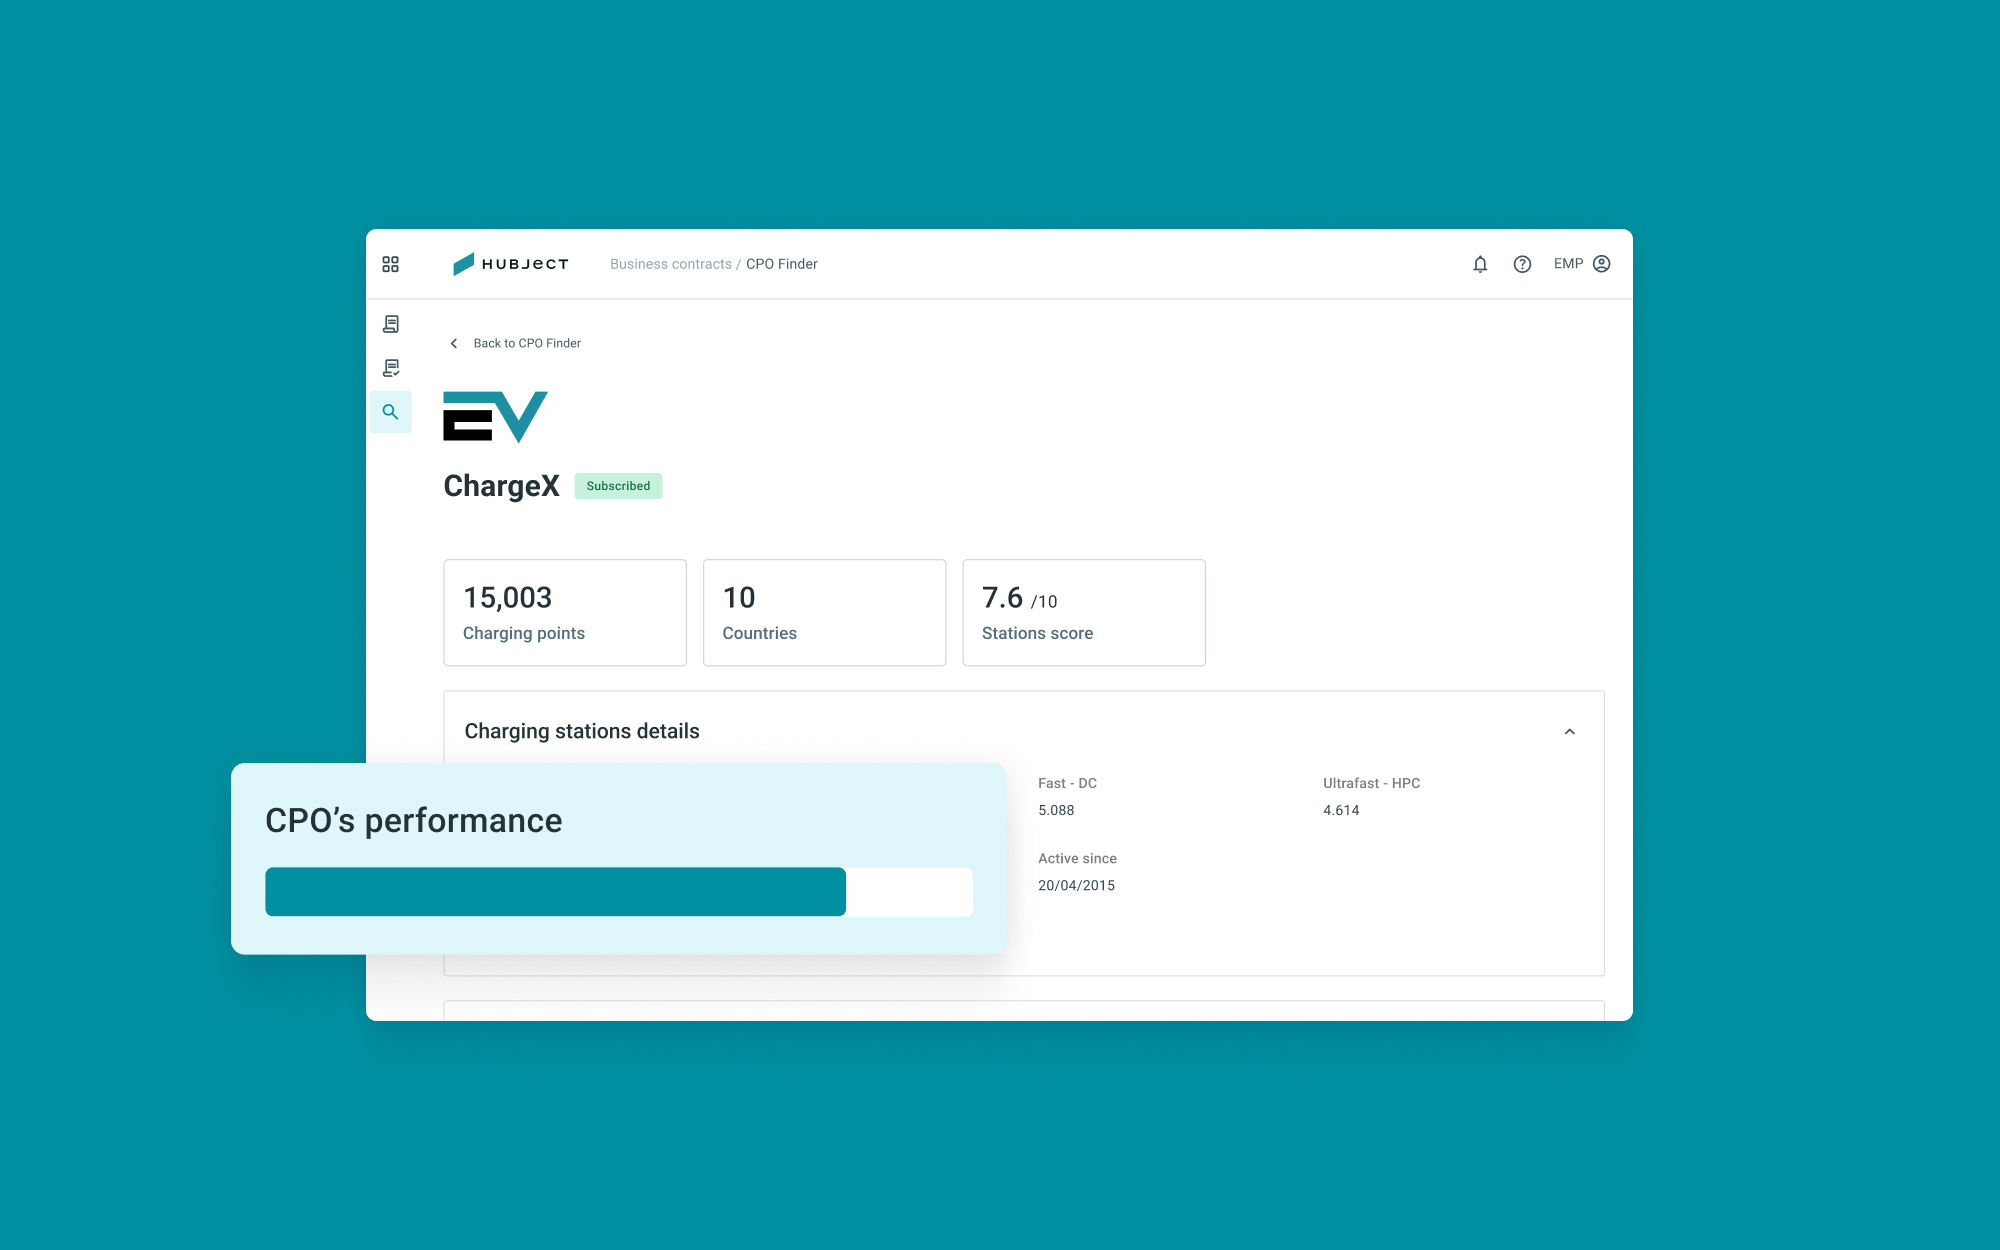 HUBJECT
Business contracts / CPO Finder
EMP
Back to CPO Finder
EV
ChargeX
Subscribed
15,003
Charging points
10
Countries
7.6 /10
Stations score
Charging stations details
Fast - DC
5.088
Ultrafast - HPC
4.614
Active since
20/04/2015
CPO’s performance